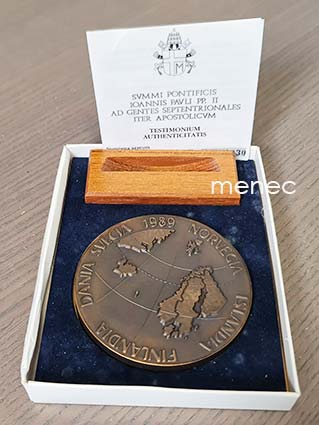 SVMMI PONTIFICIS
IOANNIS PAVLI PP. II
AD GENTES SEPTENTRIONALES
ITER APOSTOLICVM
TESTIMONIUM
AUTHENTICITATIS
menec
FINLANDIA DANIA SVECIA 1989 NORVEGIA ISLANDIA